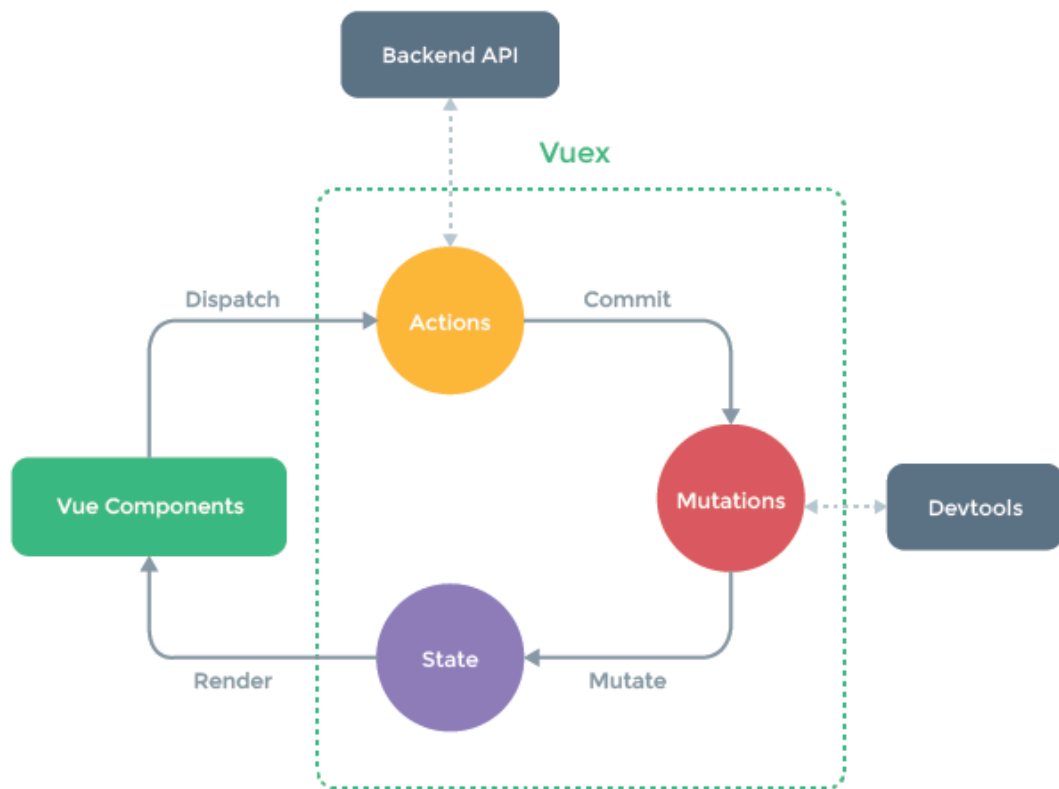 Backend API
Vuex
Dispatch
Commit
Actions
Vue Components
Mutations
Devtools
State
Render
Mutate